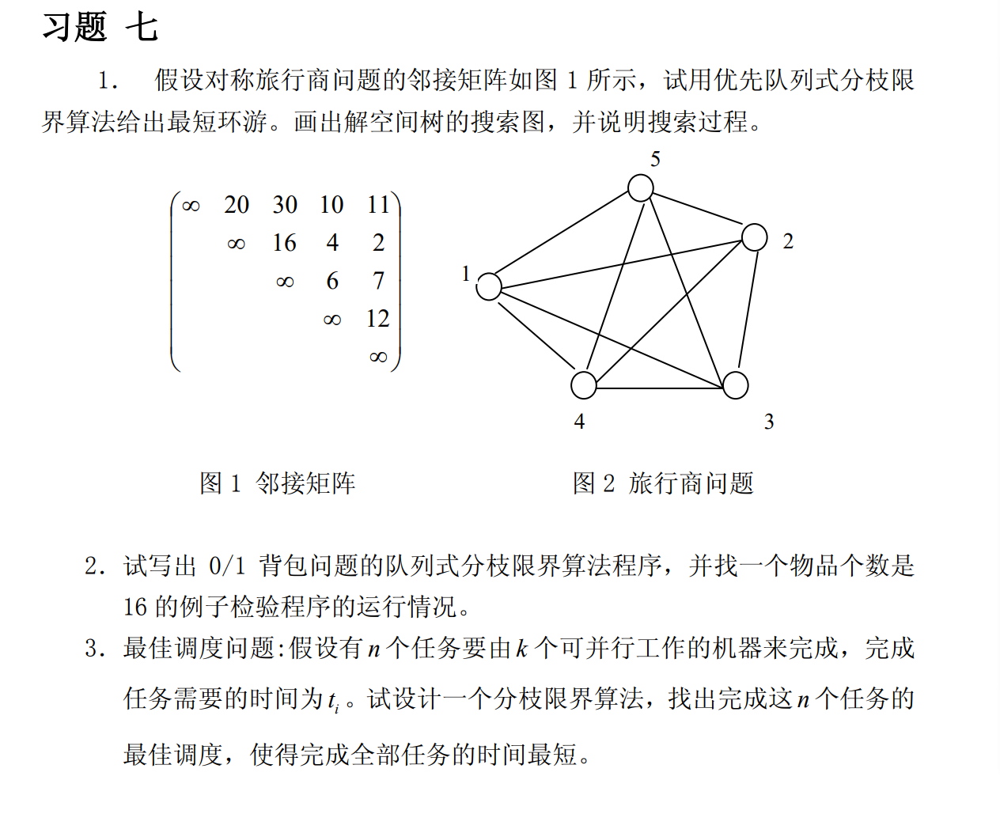 习题 七
1. 假设对称旅行商问题的邻接矩阵如图 1 所示，试用优先队列式分枝限
界算法给出最短环游。画出解空间树的搜索图，并说明搜索过程。
∞ 20 30 10 11
∞ 16 4 2
∞ 6 7
∞ 12
∞
5
2
1
4
3
图 1 邻接矩阵
图 2 旅行商问题
2. 试写出 0/1 背包问题的队列式分枝限界算法程序，并找一个物品个数是
16 的例子检验程序的运行情况。
3. 最佳调度问题:假设有 n 个任务要由 k 个可并行工作的机器来完成，完成
任务需要的时间为 tᵢ。试设计一个分枝限界算法，找出完成这 n 个任务的
最佳调度，使得完成全部任务的时间最短。